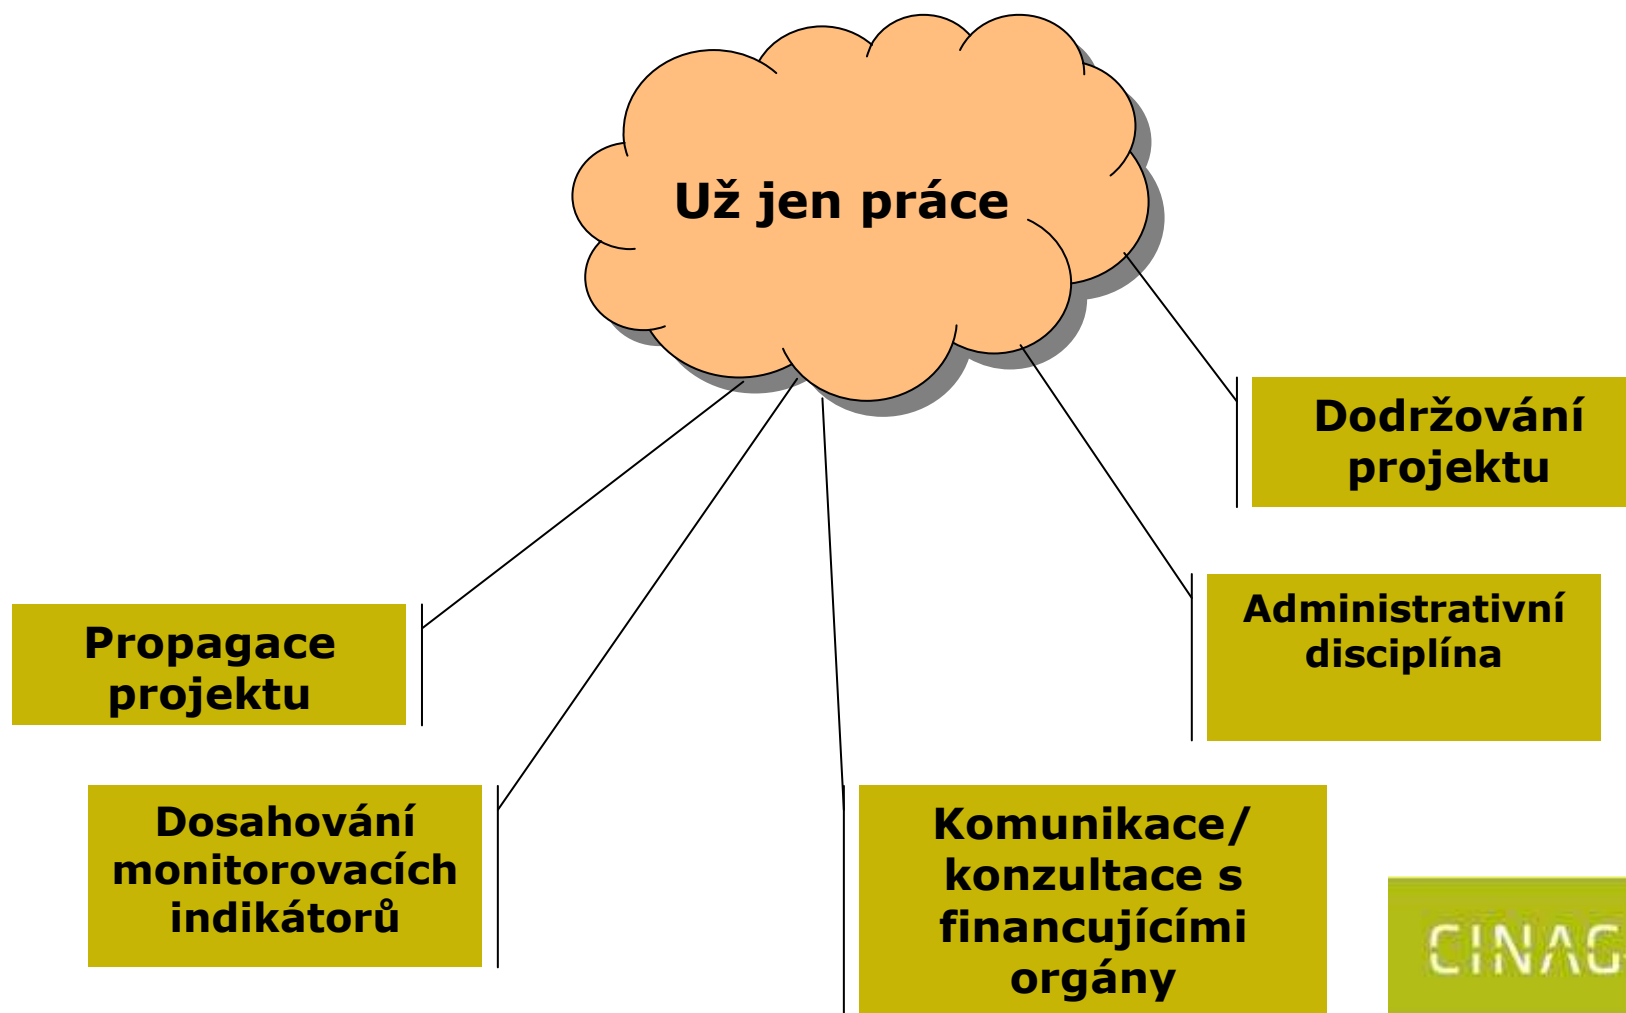 Už jen práce
Dodržování
projektu
Administrativní
disciplína
Propagace
projektu
Dosahování
monitorovacích
indikátorů
Komunikace/
konzultace s
financujícími
orgány